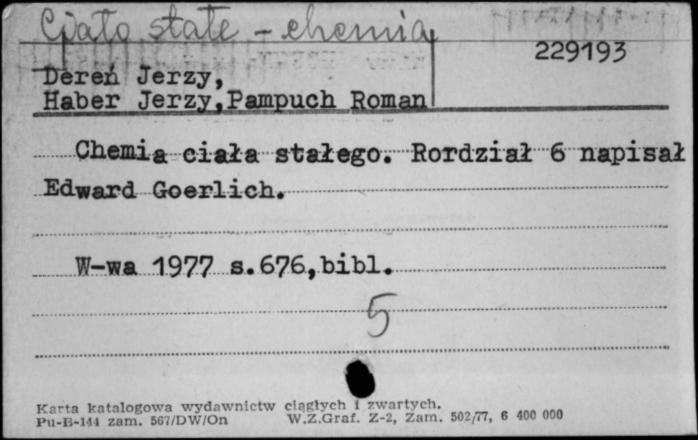 Ciało stałe - chemia
229193
Dereń Jerzy,
Haber Jerzy,Pampuch Roman
Chemia ciała stałego. Rordział 6 napisał
Edward Goerlich.
W-wa 1977 s.676,bibl.
5
Karta katalogowa wydawnictw ciągłych i zwartych.
Pu-B-144 zam. 567/DW/On W.Z.Graf. Z-2, Zam. 502/77, 6 400 000